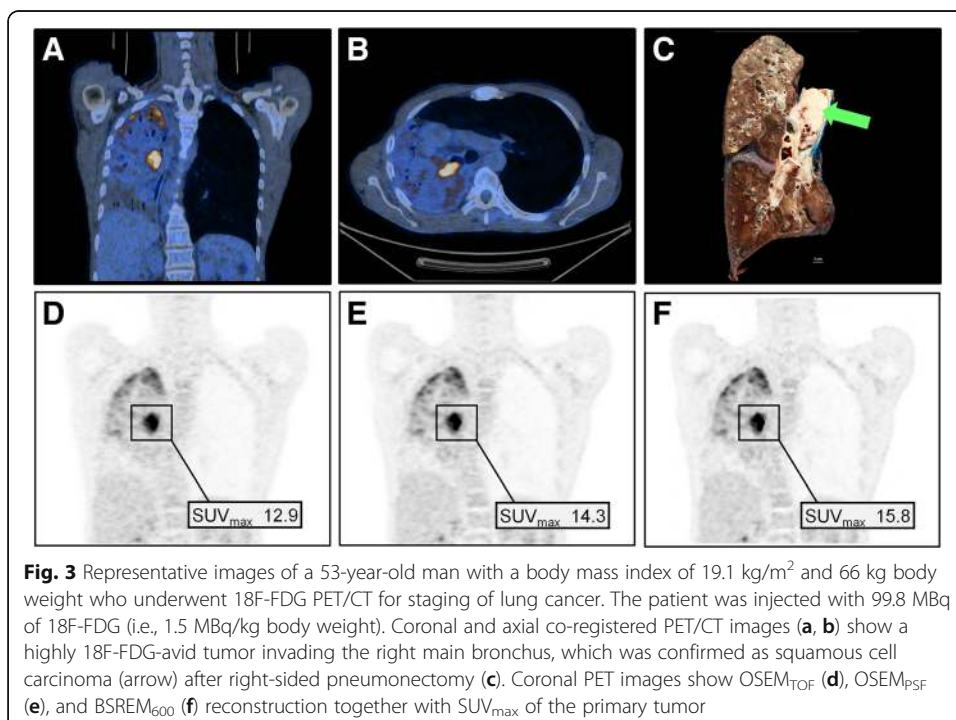 A
B
C
D
E
F
SUVmax 12.9
SUVmax 14.3
SUVmax 15.8
Fig. 3 Representative images of a 53-year-old man with a body mass index of 19.1 kg/m² and 66 kg body
weight who underwent 18F-FDG PET/CT for staging of lung cancer. The patient was injected with 99.8 MBq
of 18F-FDG (i.e., 1.5 MBq/kg body weight). Coronal and axial co-registered PET/CT images (a, b) show a
highly 18F-FDG-avid tumor invading the right main bronchus, which was confirmed as squamous cell
carcinoma (arrow) after right-sided pneumonectomy (c). Coronal PET images show OSEMTOF (d), OSEMPSF
(e), and BSREM600 (f) reconstruction together with SUVmax of the primary tumor